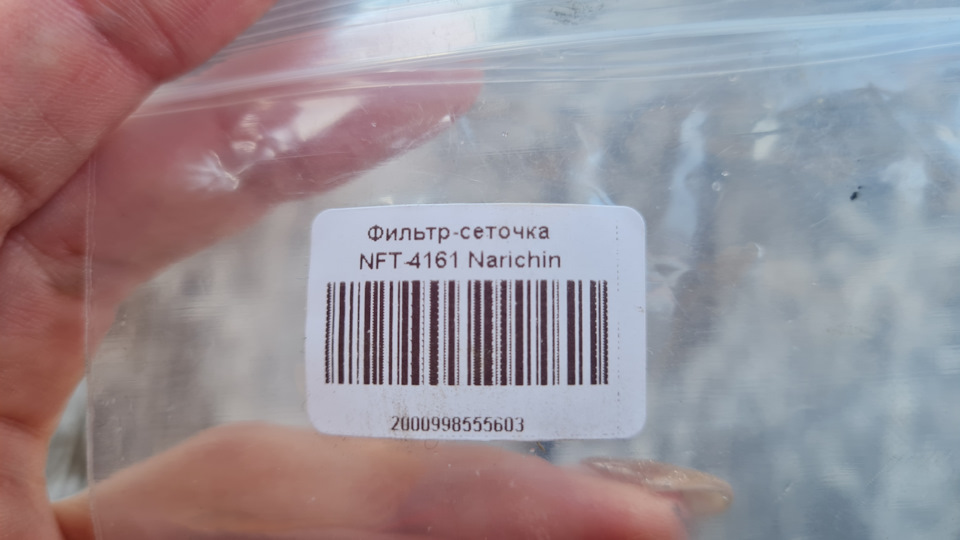 Фильтр-сеточка
NFT-4161 Narichin
2000998555603